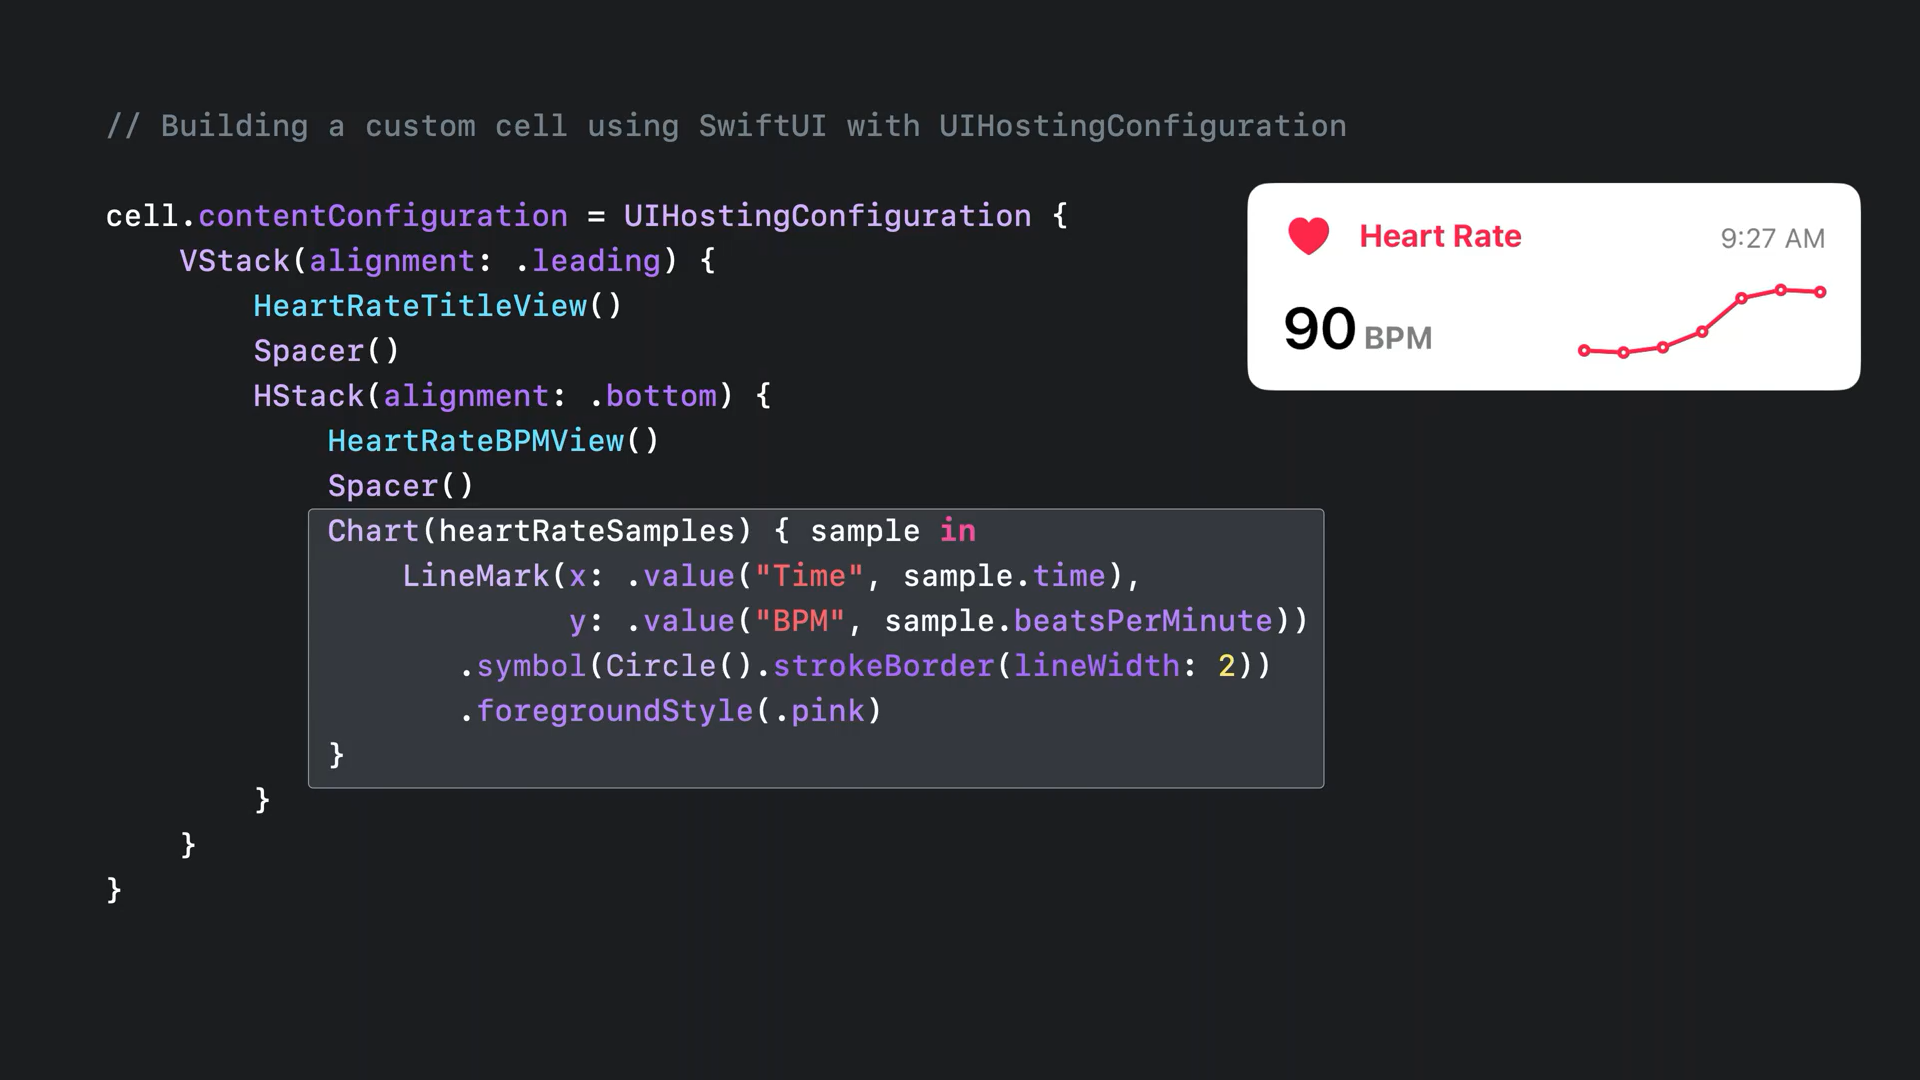 // Building a custom cell using SwiftUI with UIHostingConfiguration
cell.contentConfiguration = UIHostingConfiguration {
    VStack(alignment: .leading) {
        HeartRateTitleView()
        Spacer()
        HStack(alignment: .bottom) {
            HeartRateBPMView()
            Spacer()
            Chart(heartRateSamples) { sample in
                LineMark(x: .value("Time", sample.time),
                         y: .value("BPM", sample.beatsPerMinute))
                   .symbol(Circle().strokeBorder(lineWidth: 2))
                   .foregroundStyle(.pink)
            }
        }
    }
}
Heart Rate 9:27 AM
90 BPM